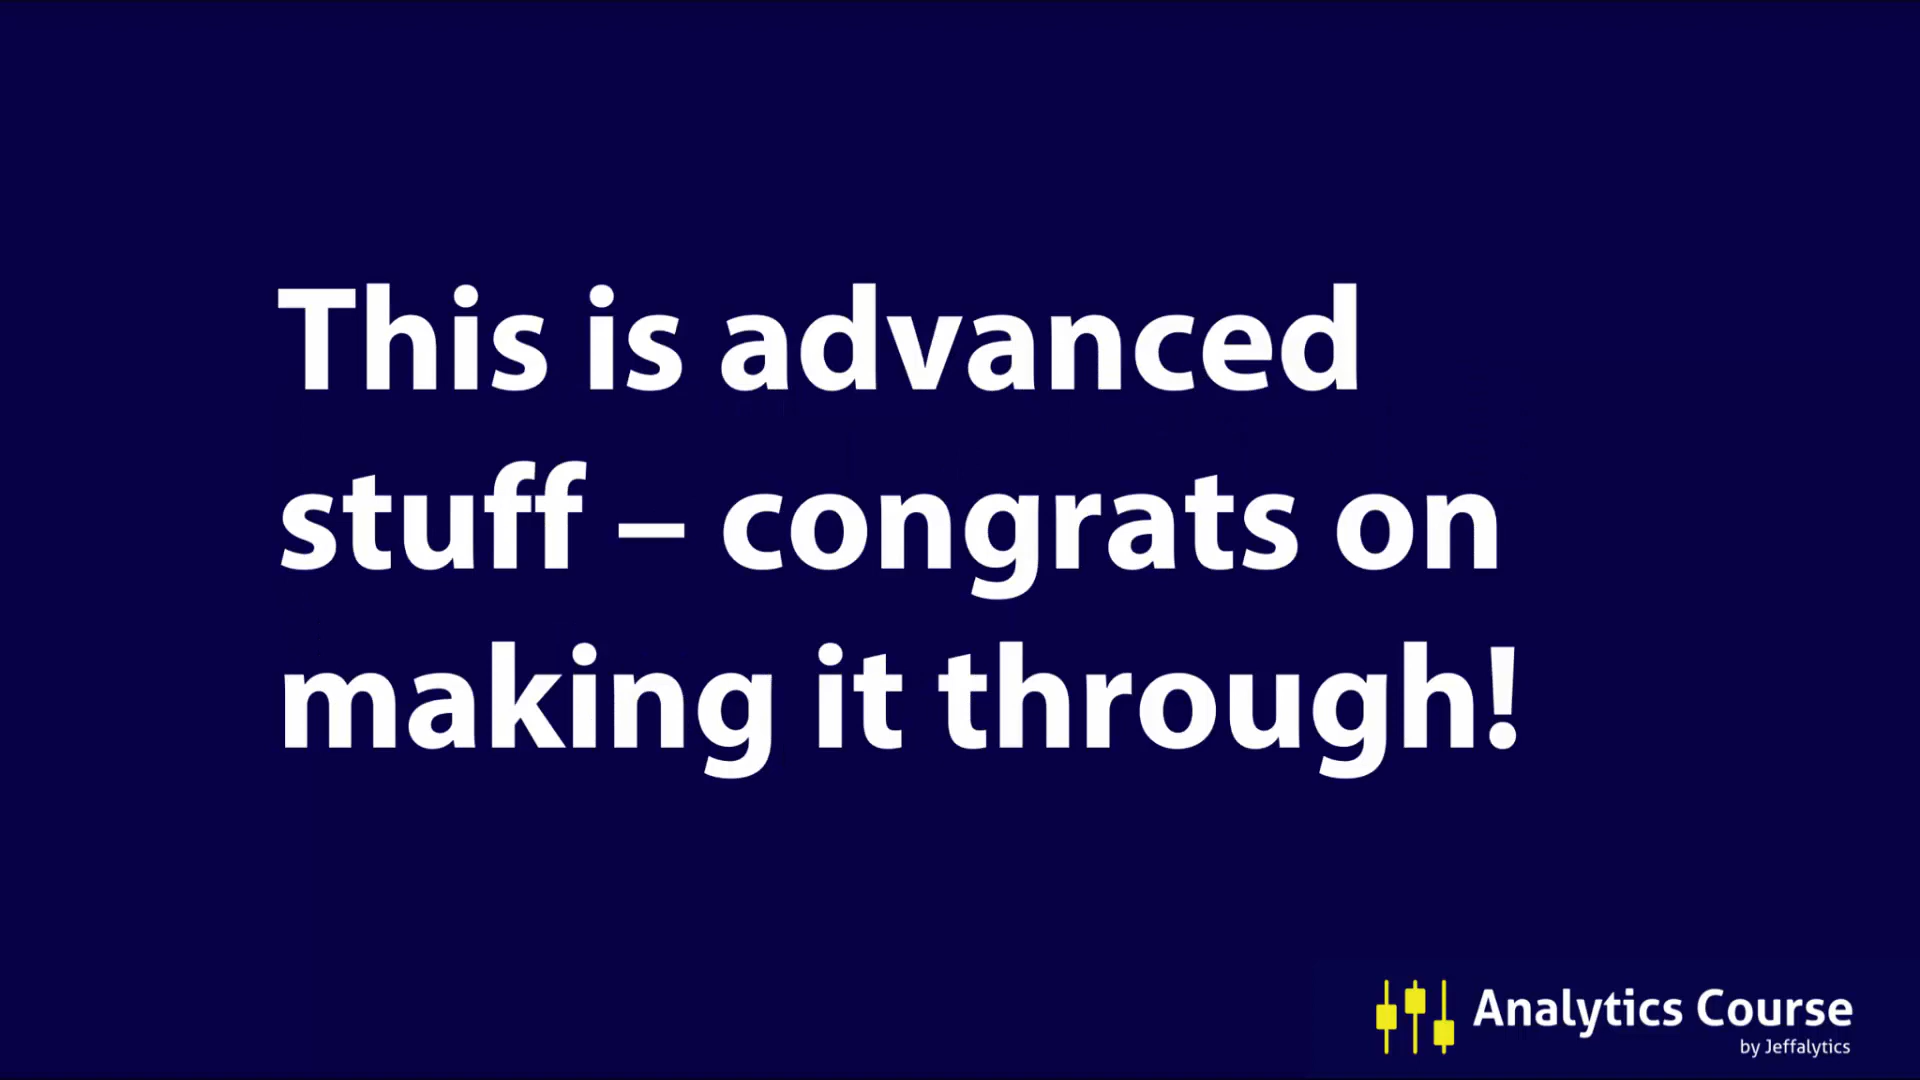 This is advanced
stuff – congrats on
making it through!
Analytics Course
by Jeffalytics